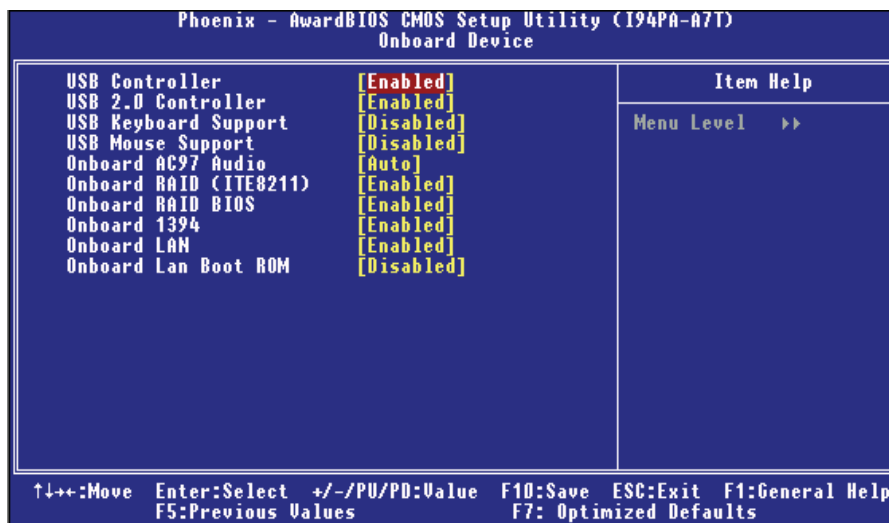 Phoenix - AwardBIOS CMOS Setup Utility (I94PA-A7T)
Onboard Device
USB Controller [Enabled]
USB 2.0 Controller [Enabled]
USB Keyboard Support [Disabled]
USB Mouse Support [Disabled]
Onboard AC97 Audio [Auto]
Onboard RAID (ITE8211) [Enabled]
Onboard RAID BIOS [Enabled]
Onboard 1394 [Enabled]
Onboard LAN [Enabled]
Onboard Lan Boot ROM [Disabled]
Item Help
Menu Level ▸▸
↑↓→←:Move Enter:Select +/-/PU/PD:Value F10:Save ESC:Exit F1:General Help
F5:Previous Values F7: Optimized Defaults